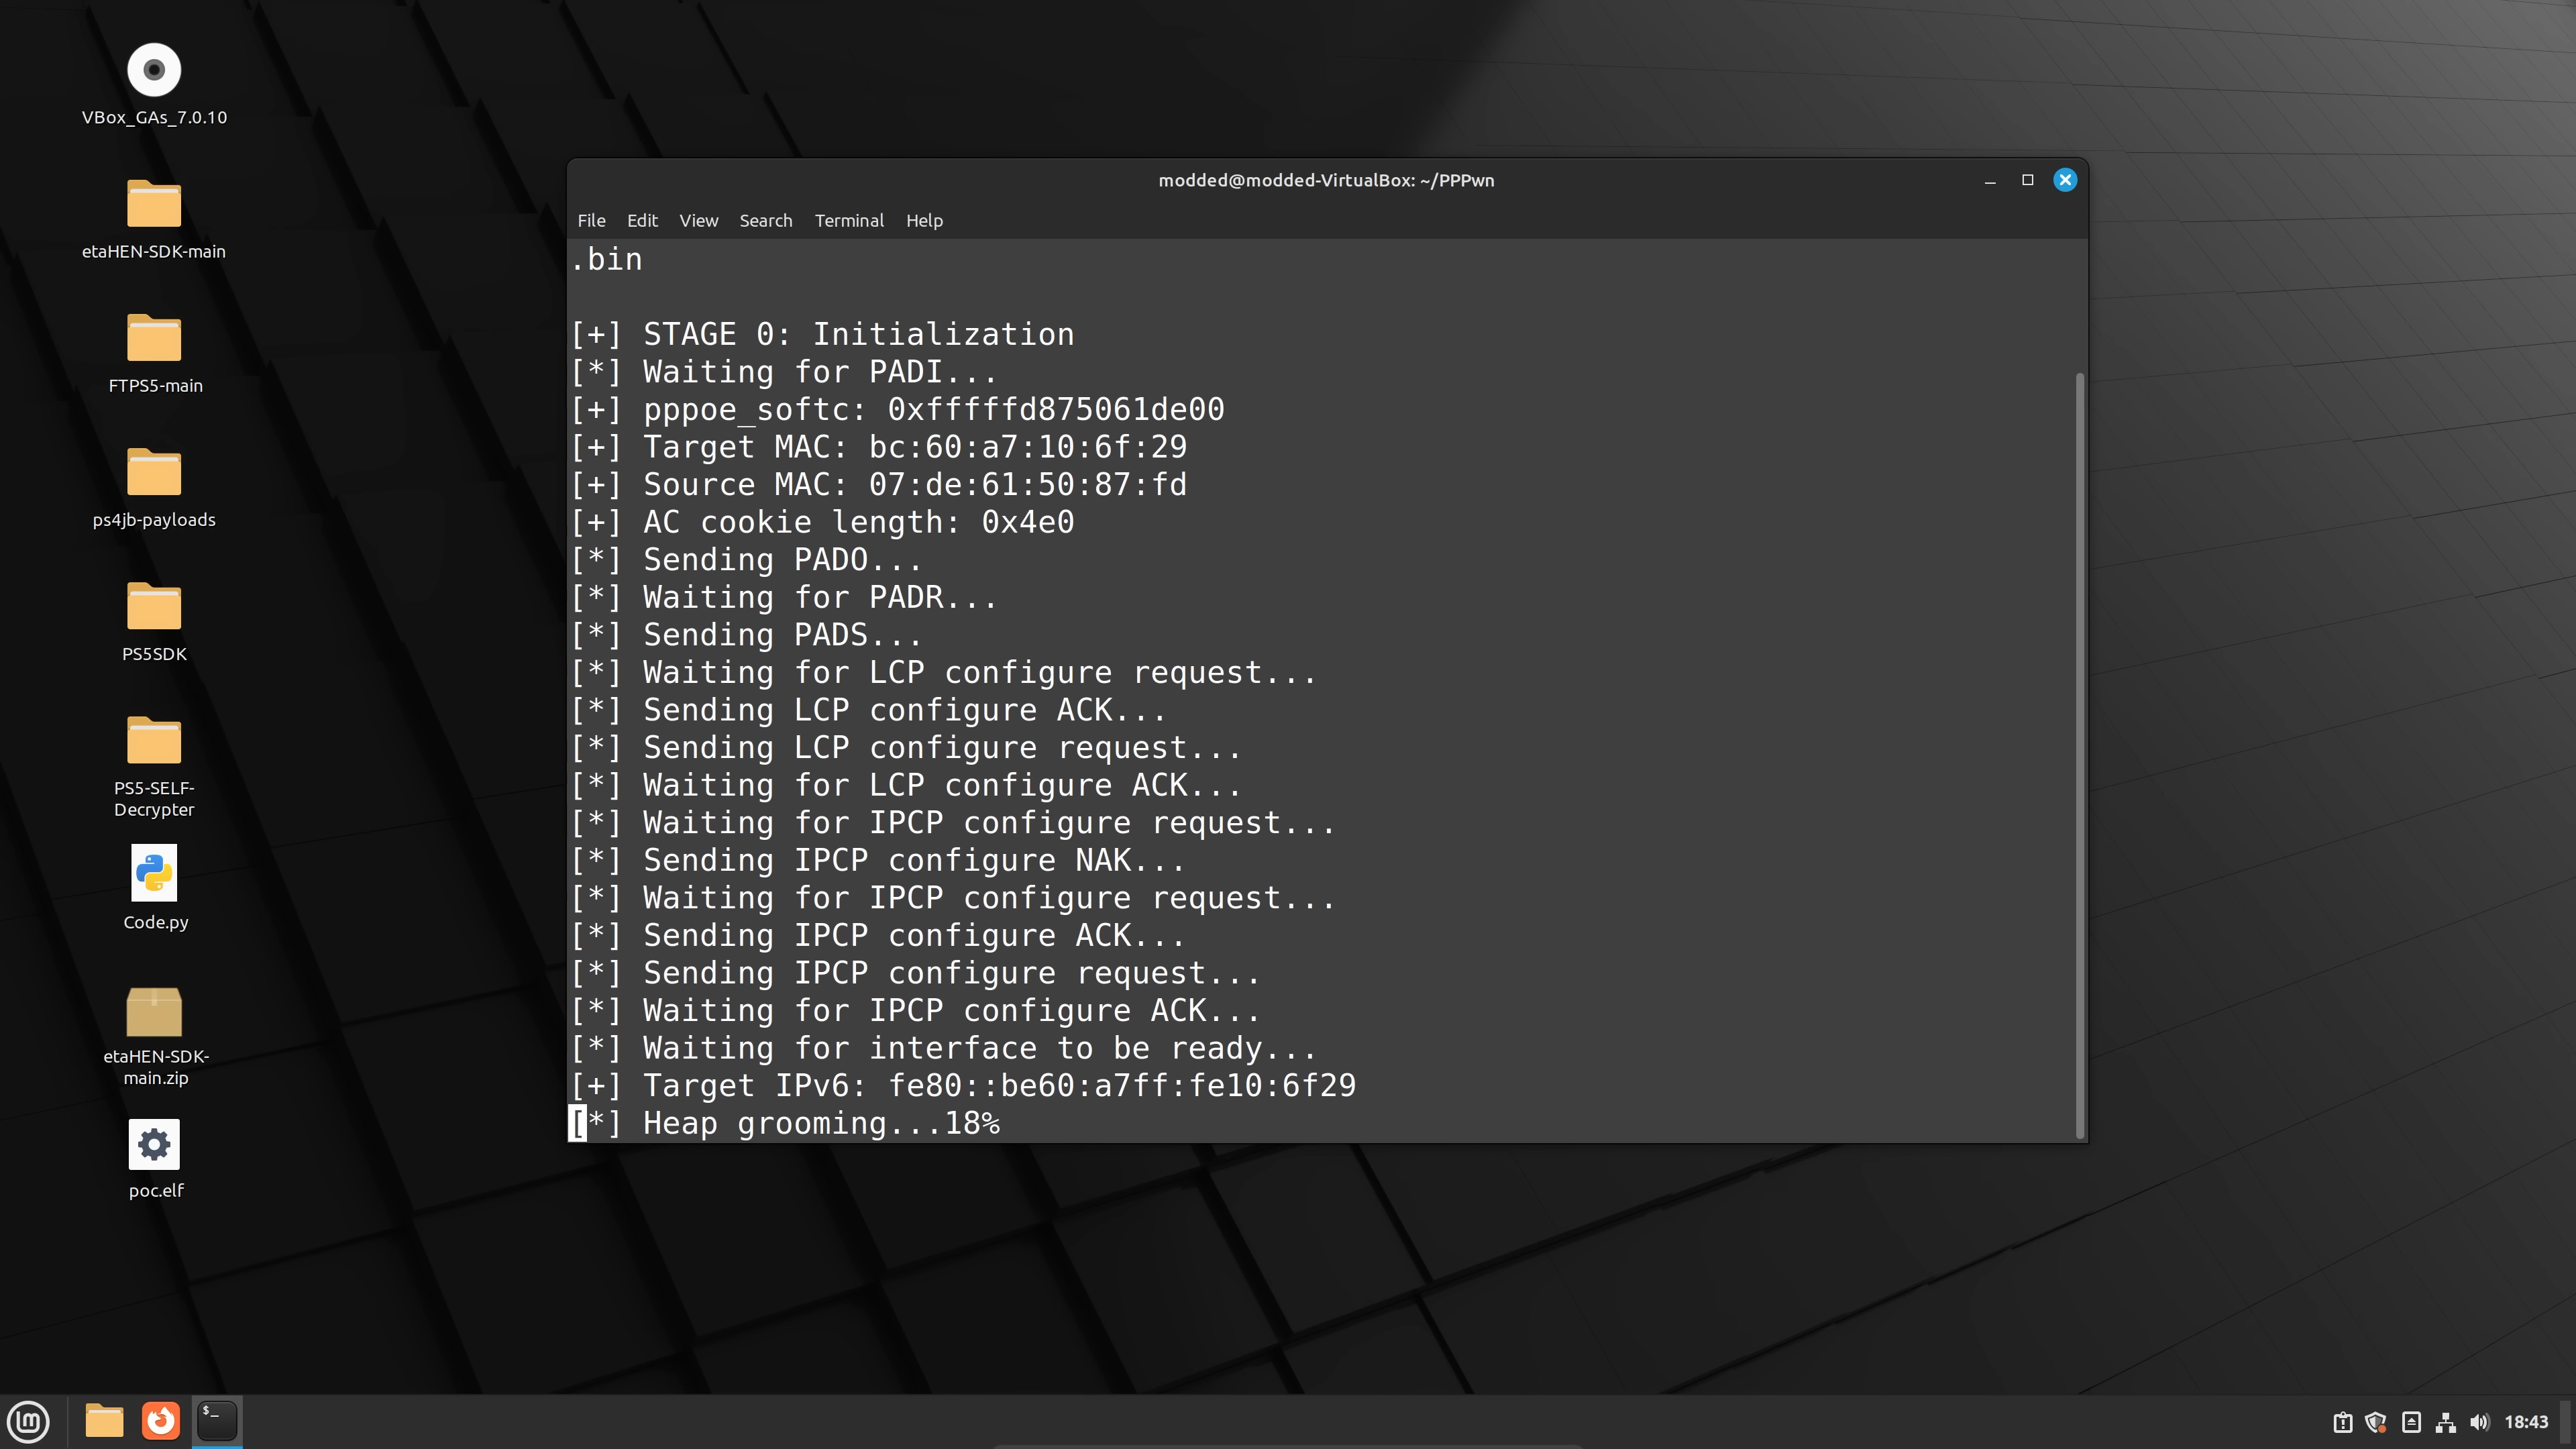 VBox_GAs_7.0.10
etaHEN-SDK-main
FTPS5-main
ps4jb-payloads
PS5SDK
PS5-SELF-
Decrypter
Code.py
etaHEN-SDK-
main.zip
poc.elf
modded@modded-VirtualBox: ~/PPPwn
File Edit View Search Terminal Help
.bin
[+] STAGE 0: Initialization
[*] Waiting for PADI...
[+] pppoe_softc: 0xfffffd875061de00
[+] Target MAC: bc:60:a7:10:6f:29
[+] Source MAC: 07:de:61:50:87:fd
[+] AC cookie length: 0x4e0
[*] Sending PADO...
[*] Waiting for PADR...
[*] Sending PADS...
[*] Waiting for LCP configure request...
[*] Sending LCP configure ACK...
[*] Sending LCP configure request...
[*] Waiting for LCP configure ACK...
[*] Waiting for IPCP configure request...
[*] Sending IPCP configure NAK...
[*] Waiting for IPCP configure request...
[*] Sending IPCP configure ACK...
[*] Sending IPCP configure request...
[*] Waiting for IPCP configure ACK...
[*] Waiting for interface to be ready...
[+] Target IPv6: fe80::be60:a7ff:fe10:6f29
[*] Heap grooming...18%
$_
18:43